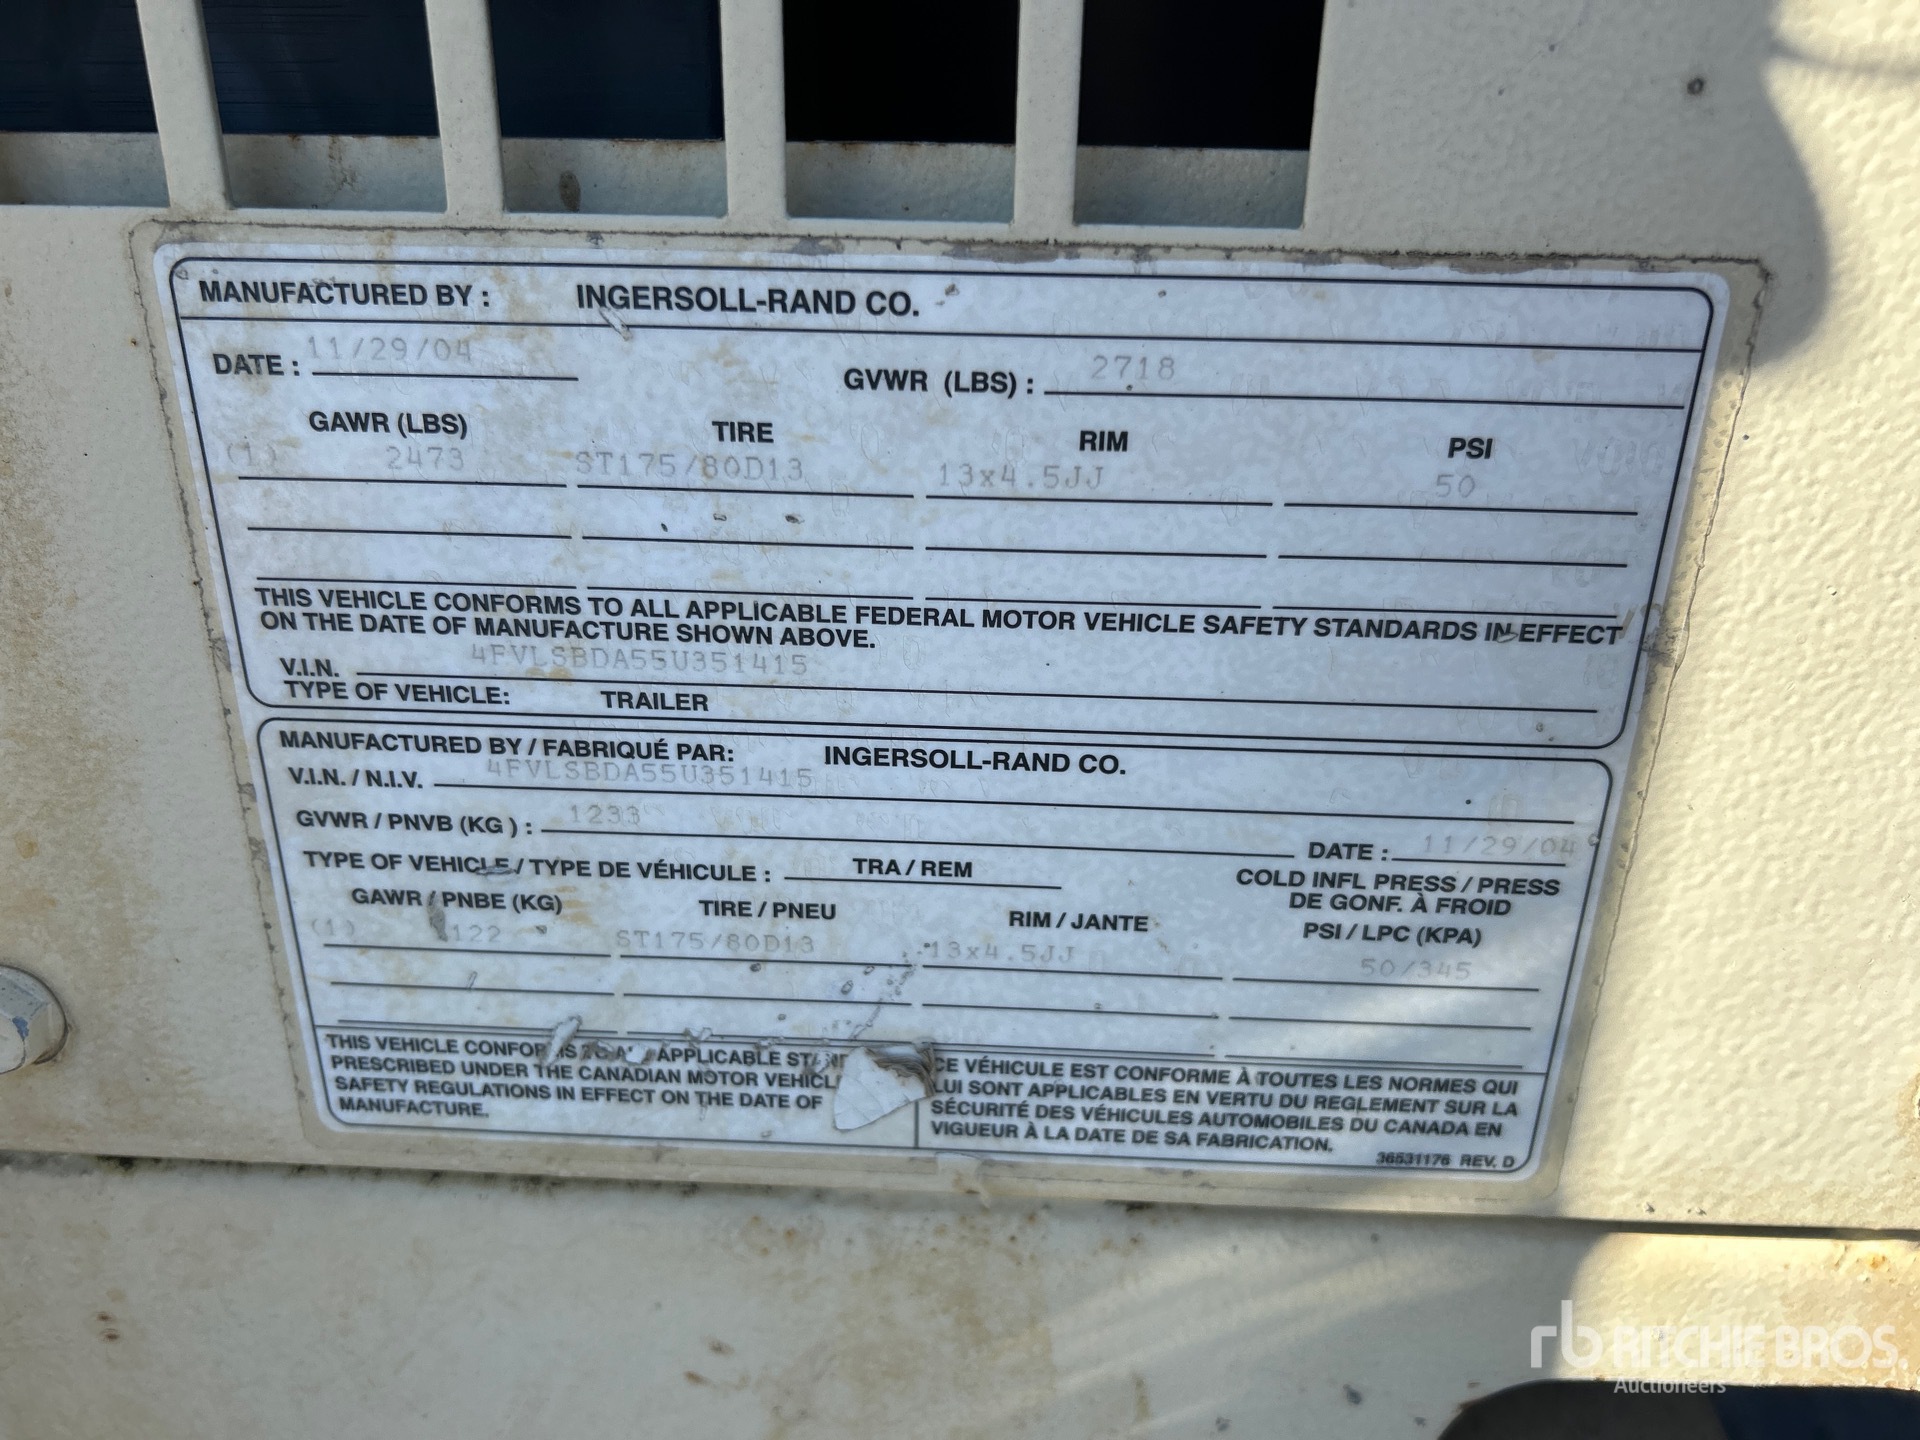 MANUFACTURED BY : INGERSOLL-RAND CO.
DATE : 11/29/04 GVWR (LBS) : 2718
GAWR (LBS) TIRE RIM PSI
(1) 2473 ST175/80D13 13x4.5JJ 50
THIS VEHICLE CONFORMS TO ALL APPLICABLE FEDERAL MOTOR VEHICLE SAFETY STANDARDS IN EFFECT
ON THE DATE OF MANUFACTURE SHOWN ABOVE.
V.I.N. 4FVLSBDA55U351415
TYPE OF VEHICLE: TRAILER
MANUFACTURED BY / FABRIQUÉ PAR: INGERSOLL-RAND CO.
V.I.N. / N.I.V. 4FVLSBDA55U351415
GVWR / PNVB (KG ) : 1233 DATE : 11/29/04
TYPE OF VEHICLE / TYPE DE VÉHICULE : TRA / REM
COLD INFL PRESS / PRESS
DE GONF. À FROID
GAWR / PNBE (KG) TIRE / PNEU RIM / JANTE PSI / LPC (KPA)
(1) 122 ST175/80D13 13x4.5JJ 50/345
THIS VEHICLE CONFORMS TO ALL APPLICABLE STAND
PRESCRIBED UNDER THE CANADIAN MOTOR VEHICL
SAFETY REGULATIONS IN EFFECT ON THE DATE OF
MANUFACTURE.
CE VÉHICULE EST CONFORME À TOUTES LES NORMES QUI
LUI SONT APPLICABLES EN VERTU DU REGLEMENT SUR LA
SÉCURITÉ DES VÉHICULES AUTOMOBILES DU CANADA EN
VIGUEUR À LA DATE DE SA FABRICATION.
36531176 REV. D
rb RITCHIE BROS.
Auctioneers